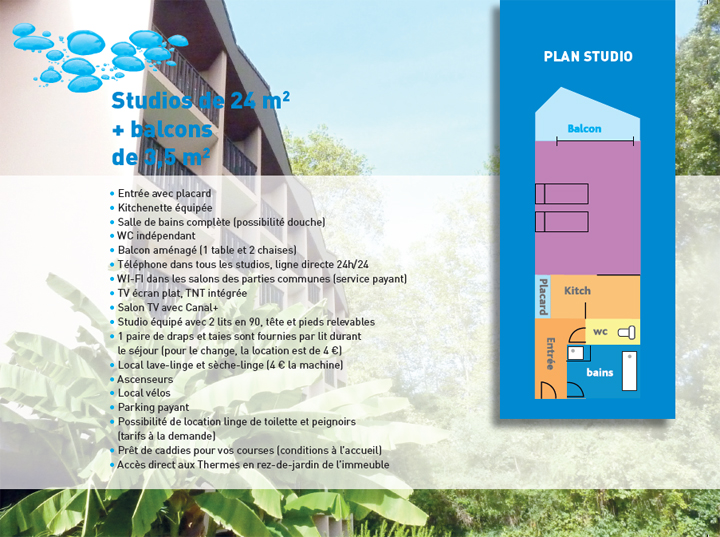 Studios de 24 m²
+ balcons
de 3,5 m²
• Entrée avec placard
• Kitchenette équipée
• Salle de bains complète (possibilité douche)
• WC indépendant
• Balcon aménagé (1 table et 2 chaises)
• Téléphone dans tous les studios, ligne directe 24h/24
• WI-FI dans les salons des parties communes (service payant)
• TV écran plat, TNT intégrée
• Salon TV avec Canal+
• Studio équipé avec 2 lits en 90, tête et pieds relevables
• 1 paire de draps et taies sont fournies par lit durant
le séjour (pour le change, la location est de 4 €)
• Local lave-linge et sèche-linge (4 € la machine)
• Ascenseurs
• Local vélos
• Parking payant
• Possibilité de location linge de toilette et peignoirs
(tarifs à la demande)
• Prêt de caddies pour vos courses (conditions à l'accueil)
• Accès direct aux Thermes en rez-de-jardin de l'immeuble
PLAN STUDIO
Balcon
Placard
Kitch
wc
Entrée
bains